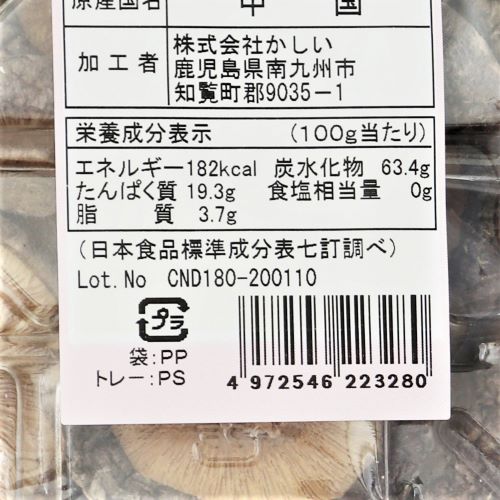 原産国名 中国
加工者 株式会社かしい
鹿児島県南九州市
知覧町郡9035-1
栄養成分表示 (100g当たり)
エネルギー182kcal 炭水化物 63.4g
たんぱく質 19.3g 食塩相当量 0g
脂質 3.7g
(日本食品標準成分表七訂調べ)
Lot.No CND180-200110
プラ
袋:PP
トレー:PS
4 972546 223280